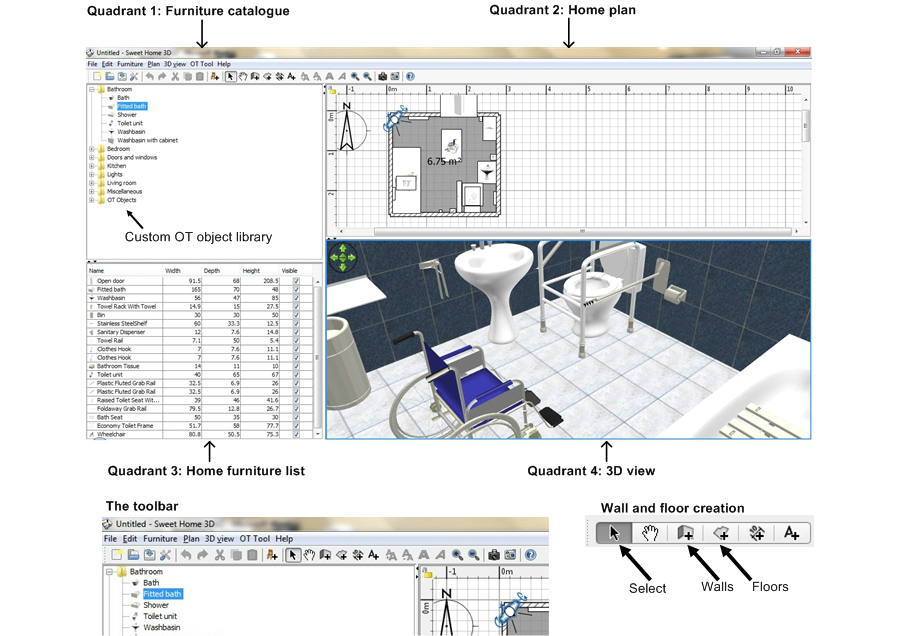 Quadrant 1: Furniture catalogue
Quadrant 2: Home plan
Untitled - Sweet Home 3D
File Edit Furniture Plan 3D view OT Tool Help
Bathroom
Bath
Fitted bath
Shower
Toilet unit
Washbasin
Washbasin with cabinet
Bedroom
Doors and windows
Kitchen
Lights
Living room
Miscellaneous
OT Objects
Custom OT object library
-1 0m 1 2 3 4 5 6 7 8 9 10
0m
1
2
N
6.75 m²
Name Width Depth Height Visible
Open door 91.5 68 208.5
Fitted bath 165 70 48
Washbasin 56 47 85
Towel Rack With Towel 14.9 15 27.5
Bin 30 30 50
Stainless SteelShelf 60 33.3 12.5
Sanitary Dispenser 12 7.6 14.8
Towel Rail 7.1 50 5.4
Clothes Hook 7 7.6 11.1
Clothes Hook 7 7.6 11.1
Bathroom Tissue 14 11 10
Toilet unit 40 65 67
Plastic Fluted Grab Rail 32.5 6.9 26
Plastic Fluted Grab Rail 32.5 6.9 26
Raised Toilet Seat Wit... 39 46 41.6
Foldaway Grab Rail 79.5 12.8 26.7
Bath Seat 50 35 30
Economy Toilet Frame 51.7 58 77.7
Wheelchair 80.8 50.5 75.3
Quadrant 3: Home furniture list
Quadrant 4: 3D view
The toolbar
Untitled - Sweet Home 3D
File Edit Furniture Plan 3D view OT Tool Help
Bathroom
Bath
Fitted bath
Shower
Toilet unit
Washbasin
-1 0m
0m
N
Wall and floor creation
Select
Walls
Floors